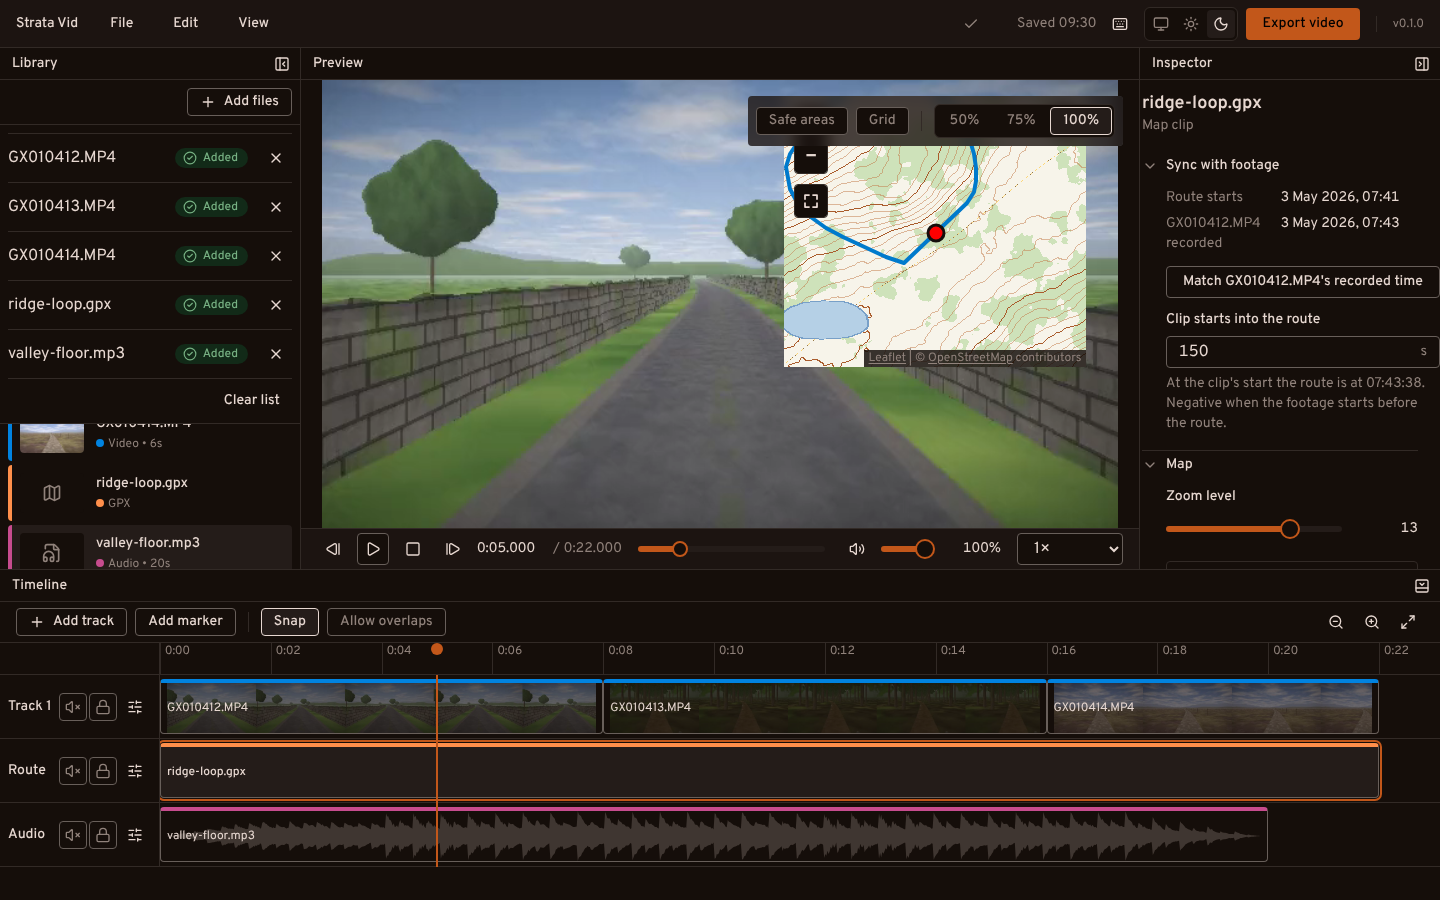 Strata Vid File Edit View Saved 09:30 Export video v0.1.0
Library
Add files
GX010412.MP4 Added
GX010413.MP4 Added
GX010414.MP4 Added
ridge-loop.gpx Added
valley-floor.mp3 Added
Clear list
GX010414.MP4
Video • 6s
ridge-loop.gpx
GPX
valley-floor.mp3
Audio • 20s
Preview
Safe areas Grid 50% 75% 100%
Leaflet | © OpenStreetMap contributors
0:05.000 / 0:22.000 100% 1×
Inspector
ridge-loop.gpx
Map clip
Sync with footage
Route starts 3 May 2026, 07:41
GX010412.MP4 recorded 3 May 2026, 07:43
Match GX010412.MP4's recorded time
Clip starts into the route
150 s
At the clip's start the route is at 07:43:38.
Negative when the footage starts before
the route.
Map
Zoom level
13
Timeline
Add track Add marker Snap Allow overlaps
0:00 0:02 0:04 0:06 0:08 0:10 0:12 0:14 0:16 0:18 0:20 0:22
Track 1 GX010412.MP4 GX010413.MP4 GX010414.MP4
Route ridge-loop.gpx
Audio valley-floor.mp3